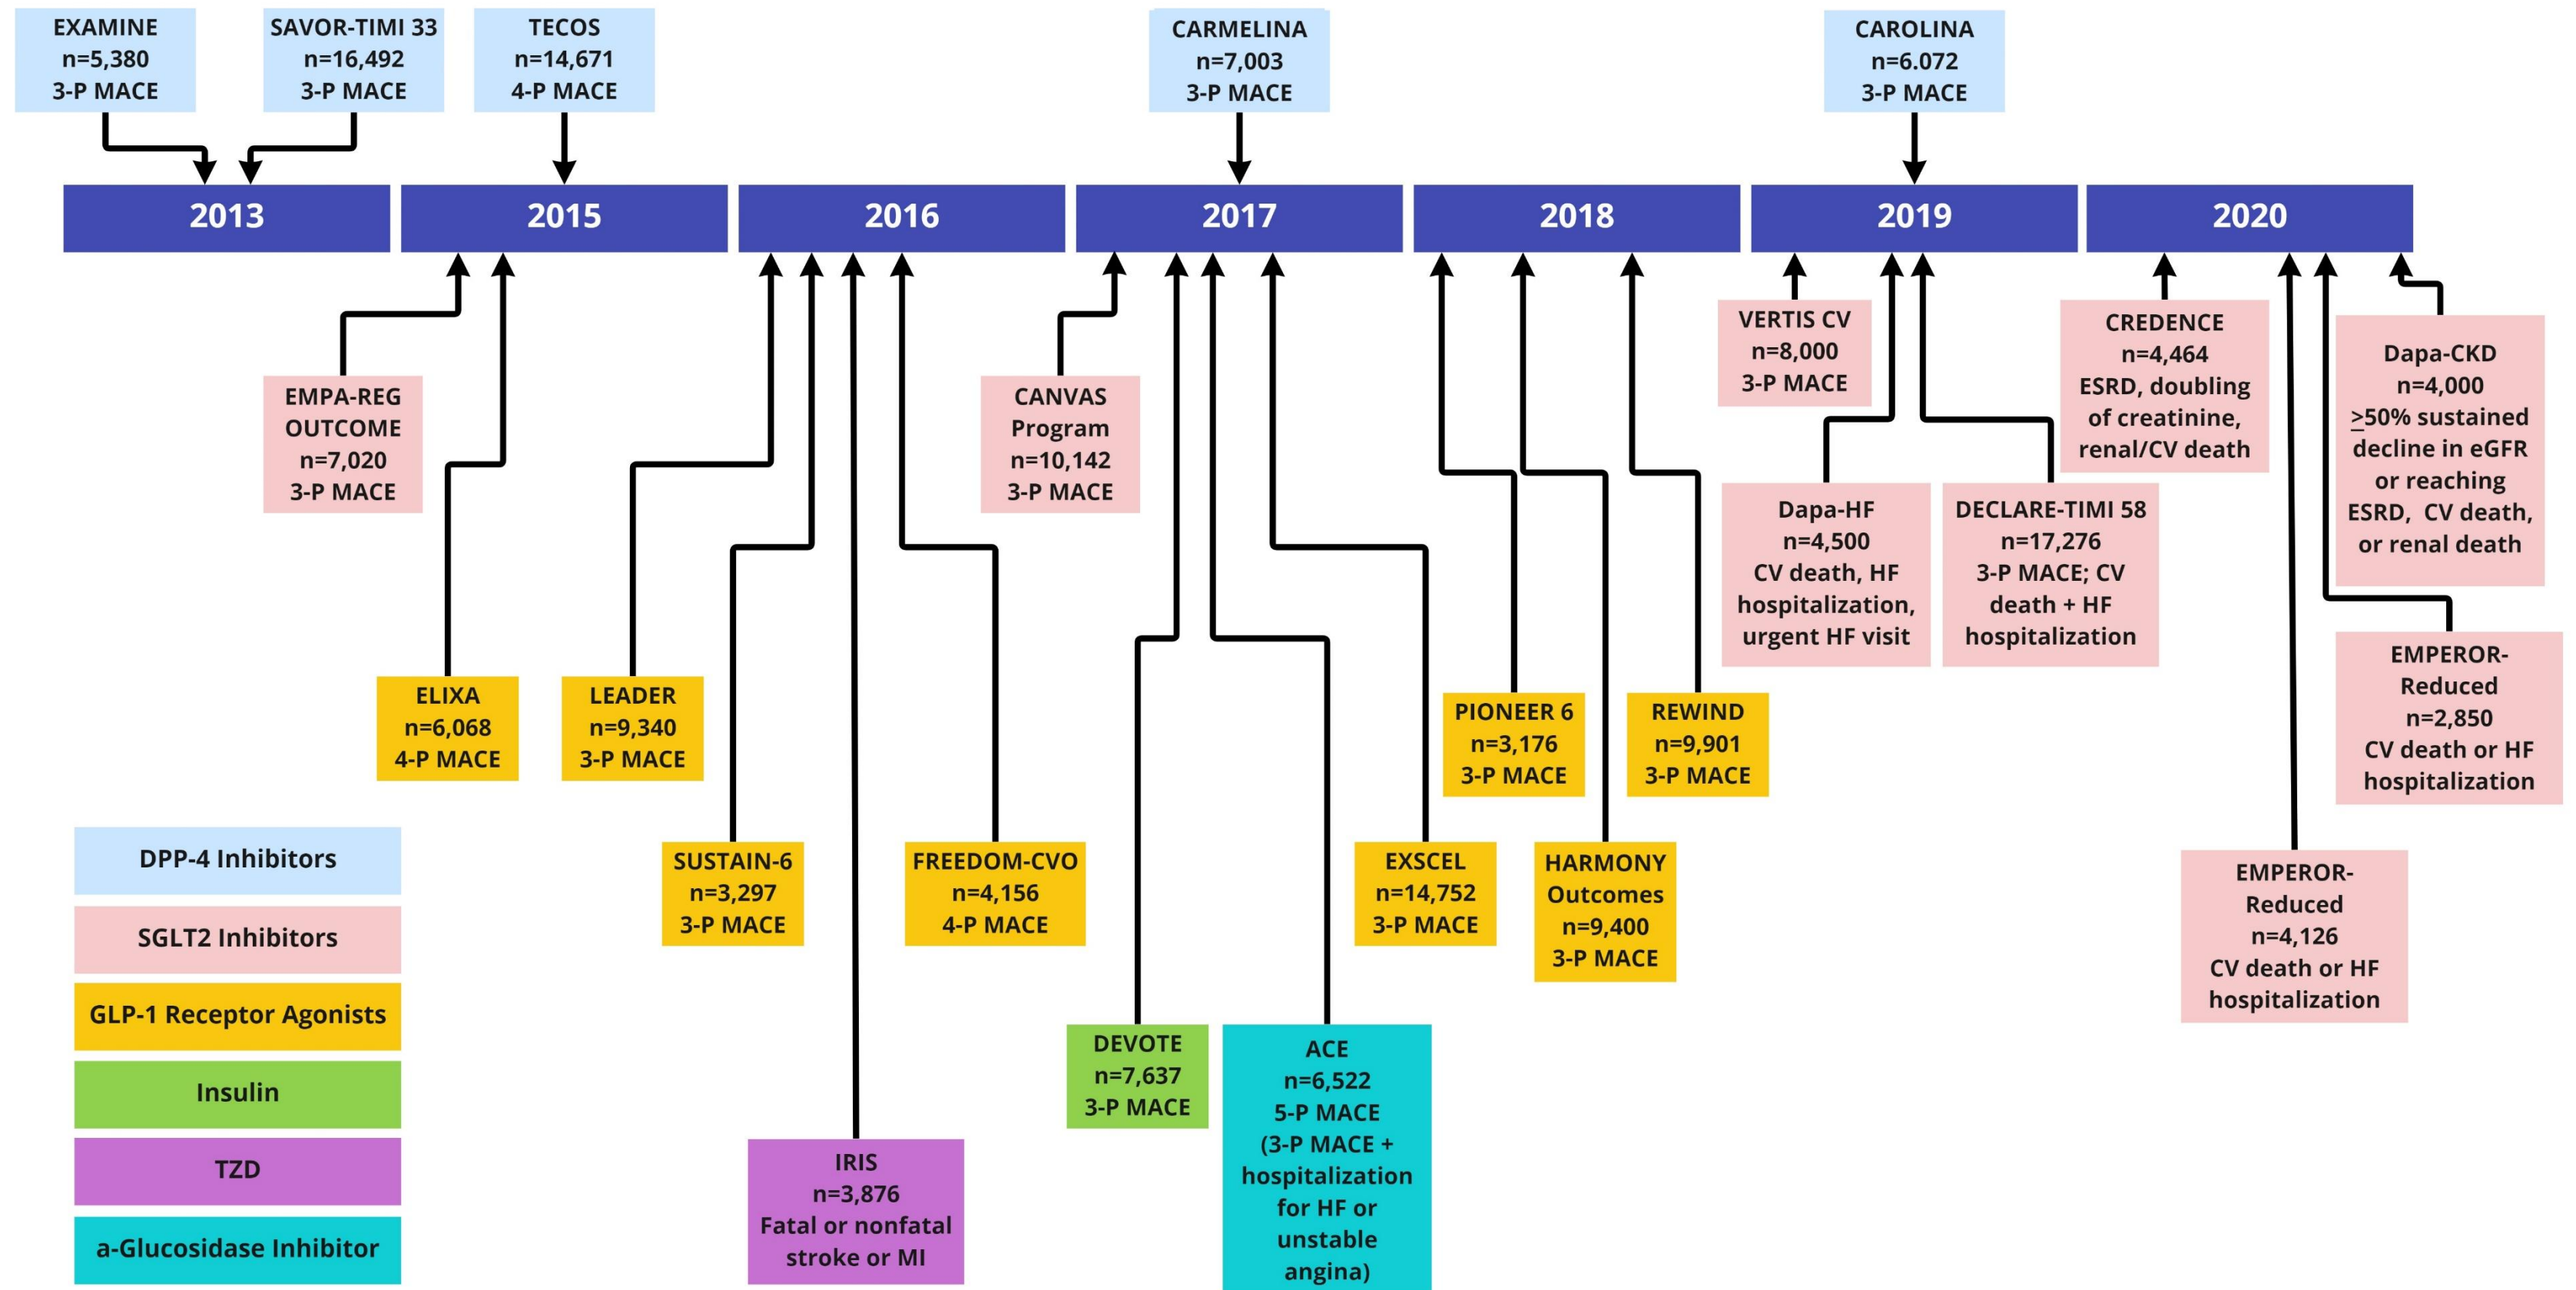 EXAMINE
n=5,380
3-P MACE
SAVOR-TIMI 33
n=16,492
3-P MACE
TECOS
n=14,671
4-P MACE
CARMELINA
n=7,003
3-P MACE
CAROLINA
n=6.072
3-P MACE
2013
2015
2016
2017
2018
2019
2020
EMPA-REG
OUTCOME
n=7,020
3-P MACE
CANVAS
Program
n=10,142
3-P MACE
VERTIS CV
n=8,000
3-P MACE
CREDENCE
n=4,464
ESRD, doubling
of creatinine,
renal/CV death
Dapa-CKD
n=4,000
≥50% sustained
decline in eGFR
or reaching
ESRD, CV death,
or renal death
Dapa-HF
n=4,500
CV death, HF
hospitalization,
urgent HF visit
DECLARE-TIMI 58
n=17,276
3-P MACE; CV
death + HF
hospitalization
ELIXA
n=6,068
4-P MACE
LEADER
n=9,340
3-P MACE
PIONEER 6
n=3,176
3-P MACE
REWIND
n=9,901
3-P MACE
EMPEROR-
Reduced
n=2,850
CV death or HF
hospitalization
SUSTAIN-6
n=3,297
3-P MACE
FREEDOM-CVO
n=4,156
4-P MACE
EXSCEL
n=14,752
3-P MACE
HARMONY
Outcomes
n=9,400
3-P MACE
EMPEROR-
Reduced
n=4,126
CV death or HF
hospitalization
DEVOTE
n=7,637
3-P MACE
ACE
n=6,522
5-P MACE
(3-P MACE +
hospitalization
for HF or
unstable
angina)
IRIS
n=3,876
Fatal or nonfatal
stroke or MI
DPP-4 Inhibitors
SGLT2 Inhibitors
GLP-1 Receptor Agonists
Insulin
TZD
a-Glucosidase Inhibitor